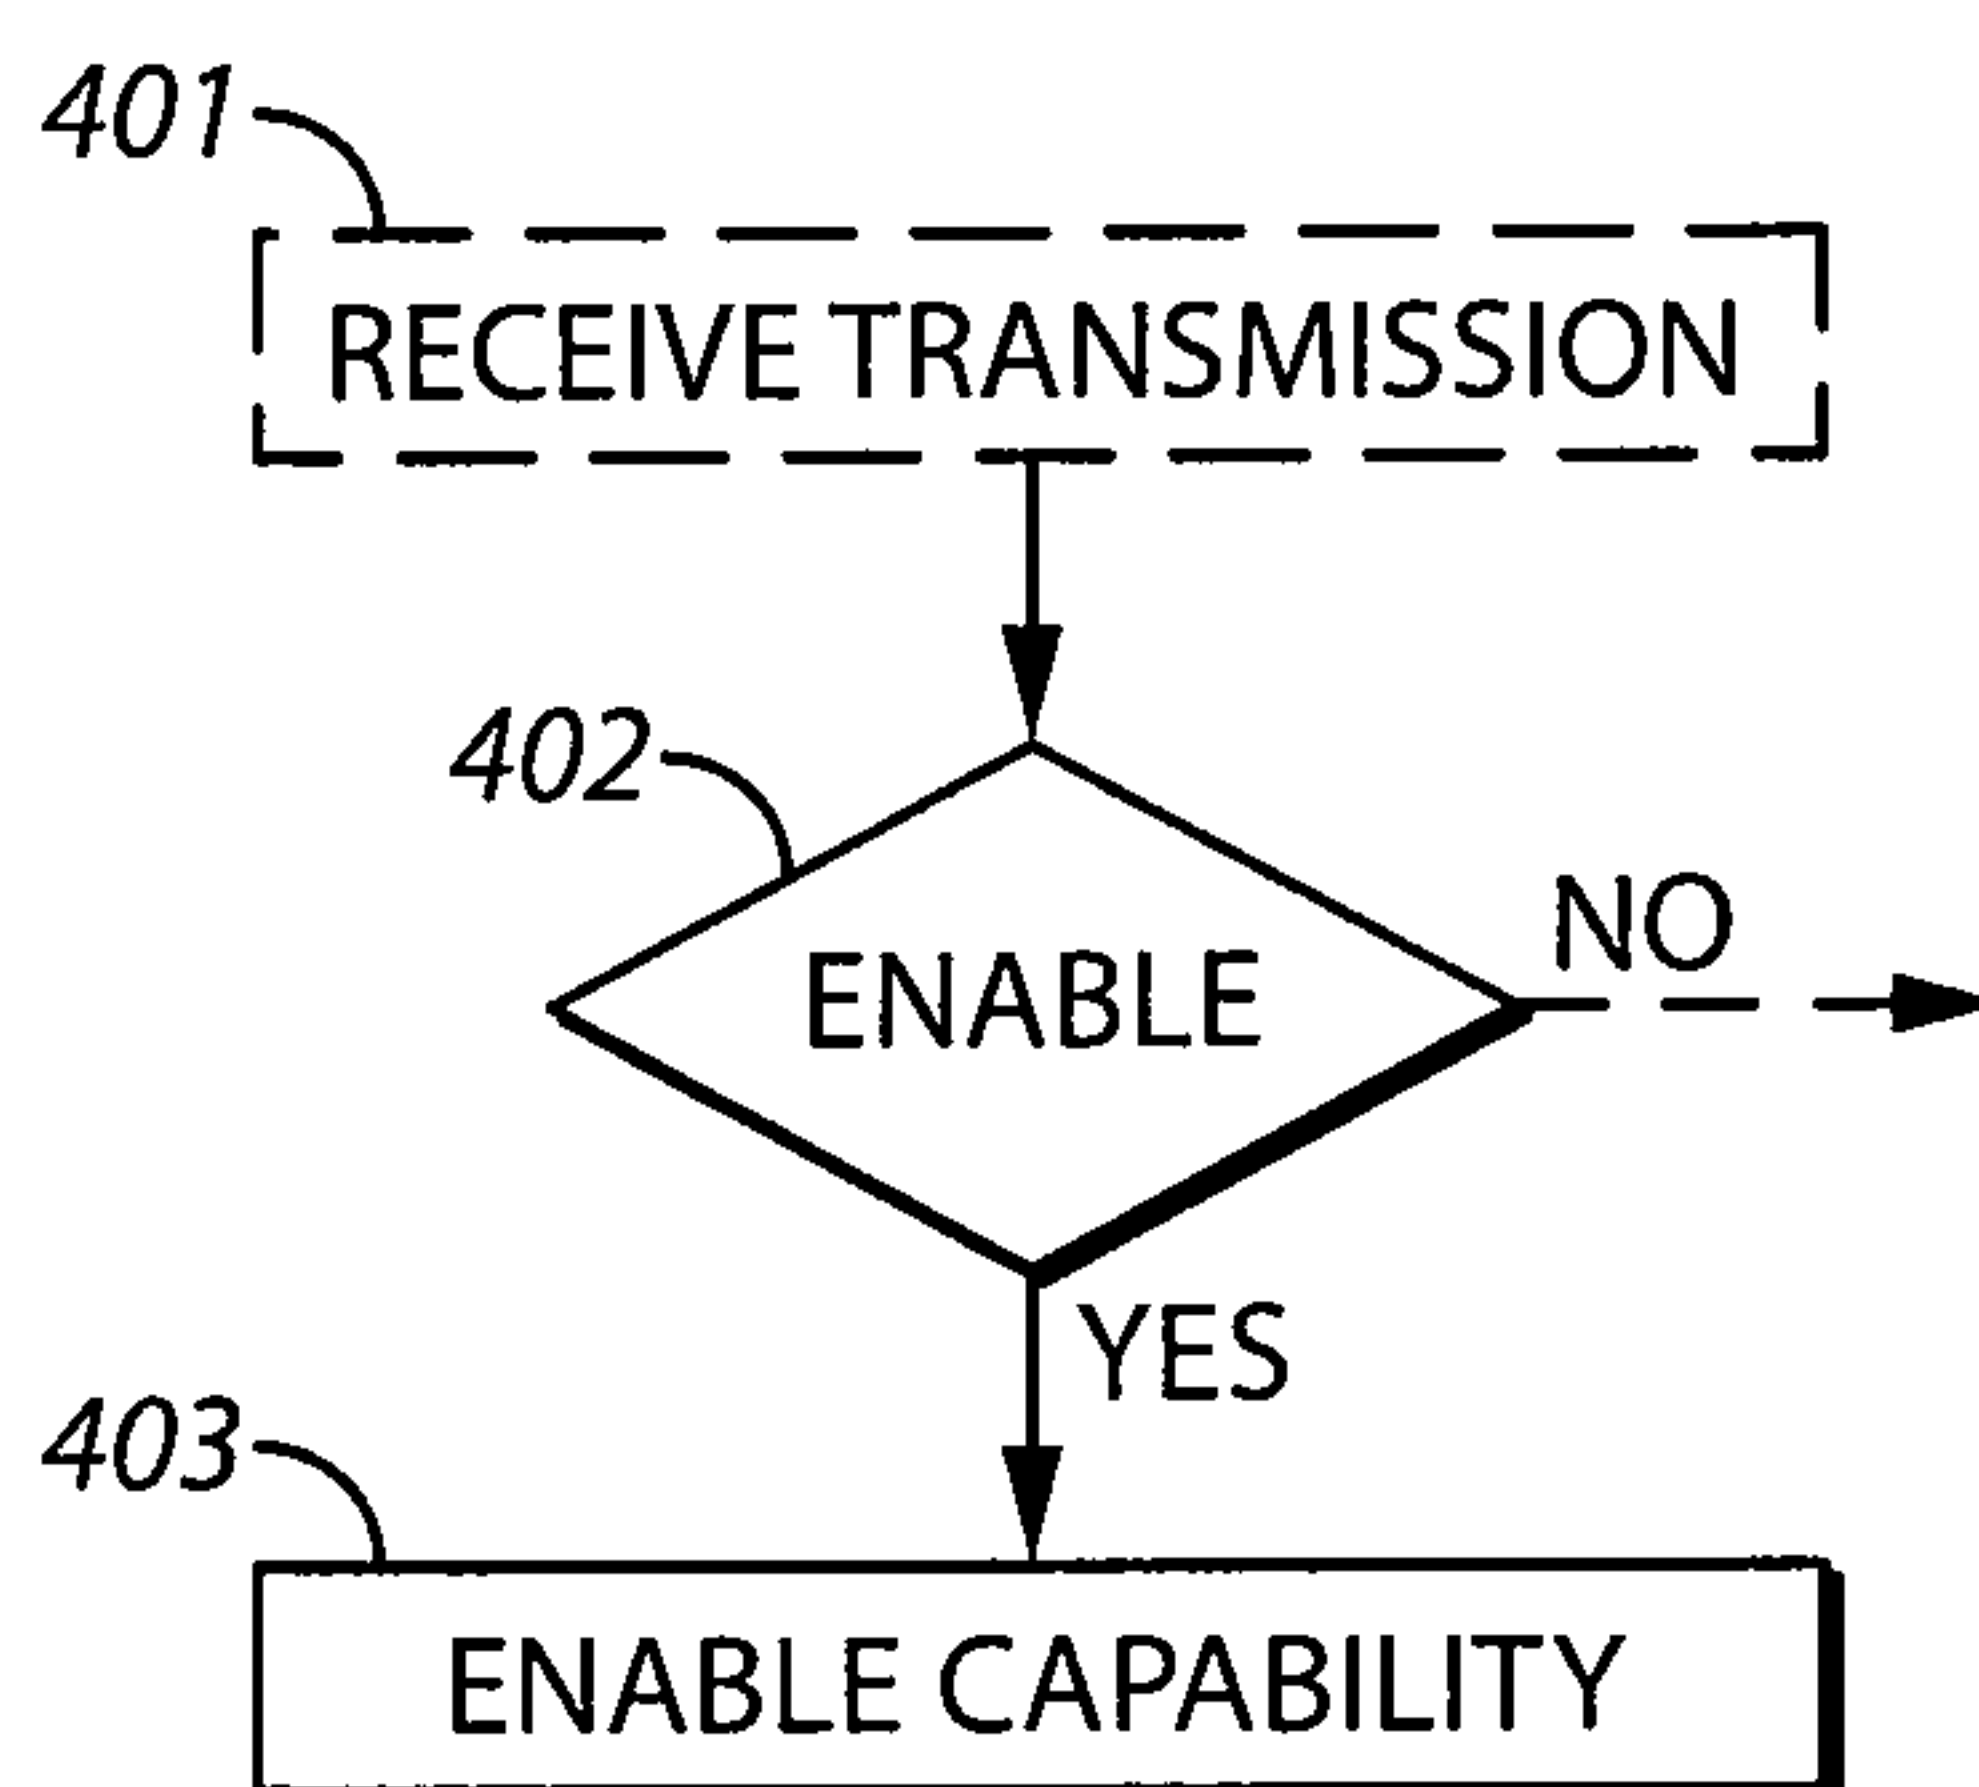 401
RECEIVE TRANSMISSION
402
NO
ENABLE
YES
403
ENABLE CAPABILITY